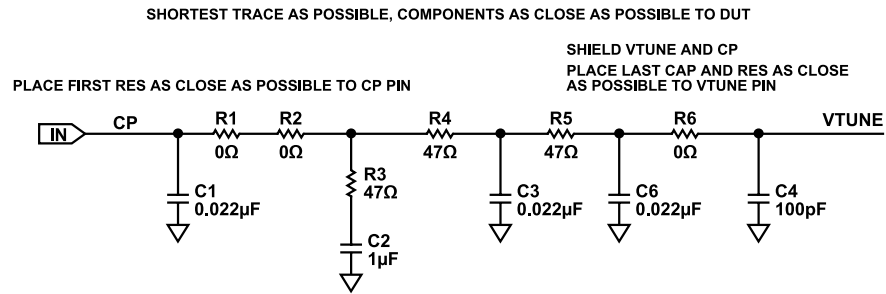 SHORTEST TRACE AS POSSIBLE, COMPONENTS AS CLOSE AS POSSIBLE TO DUT
SHIELD VTUNE AND CP
PLACE LAST CAP AND RES AS CLOSE
AS POSSIBLE TO VTUNE PIN
PLACE FIRST RES AS CLOSE AS POSSIBLE TO CP PIN
IN CP R1 R2 R4 R5 R6 VTUNE
0Ω 0Ω 47Ω 47Ω 0Ω
R3
47Ω
C1 C3 C6 C4
0.022µF 0.022µF 0.022µF 100pF
C2
1µF